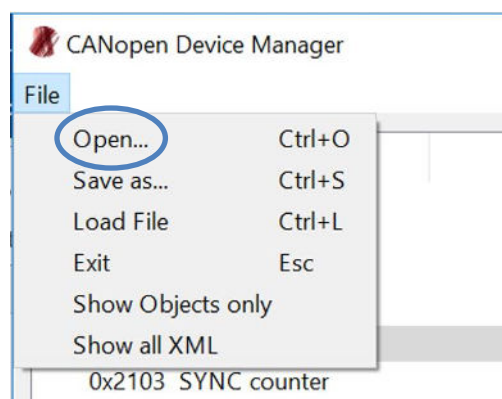 CANopen Device Manager
File
Open... Ctrl+O
Save as... Ctrl+S
Load File Ctrl+L
Exit Esc
Show Objects only
Show all XML
0x2103 SYNC counter